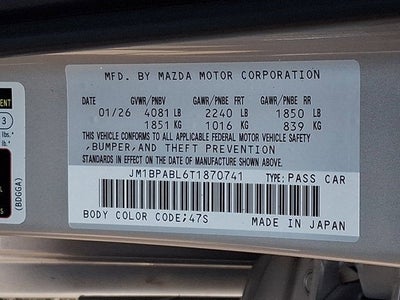 MFD. BY MAZDA MOTOR CORPORATION
DATE GVWR/PNBV GAWR/PNBE FRT GAWR/PNBE RR
01/26 4081 LB 2240 LB 1850 LB
1851 KG 1016 KG 839 KG
THIS VEHICLE CONFORMS TO ALL APPLICABLE FEDERAL MOTOR VEHICLE SAFETY
,BUMPER,AND THEFT PREVENTION
STANDARDS IN EFFECT ON THE DATE OF MANUFACTURE SHOWN ABOVE.
JM1BPABL6T1870741 TYPE: PASS CAR
BODY COLOR CODE;47S MADE IN JAPAN
3
lbs.'
(BDGGA)